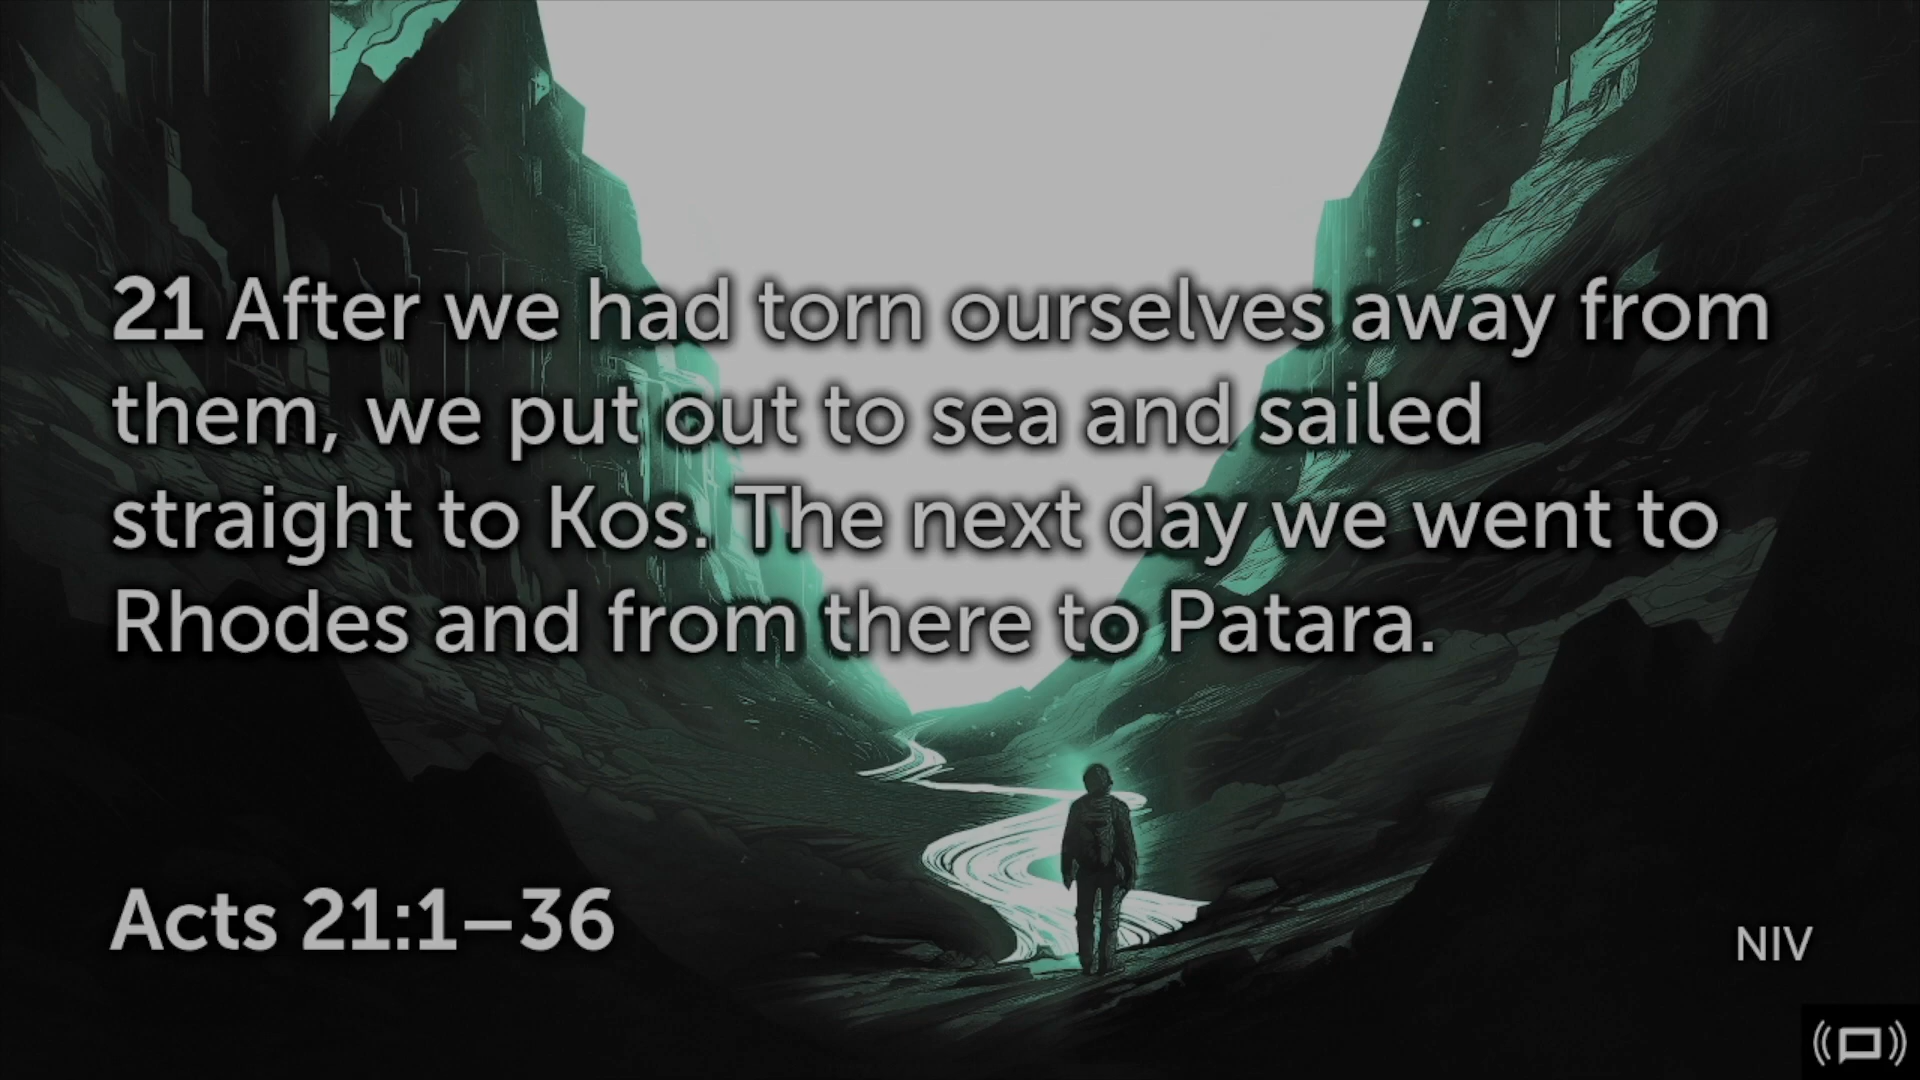 21 After we had torn ourselves away from
them, we put out to sea and sailed
straight to Kos. The next day we went to
Rhodes and from there to Patara.
Acts 21:1–36
NIV